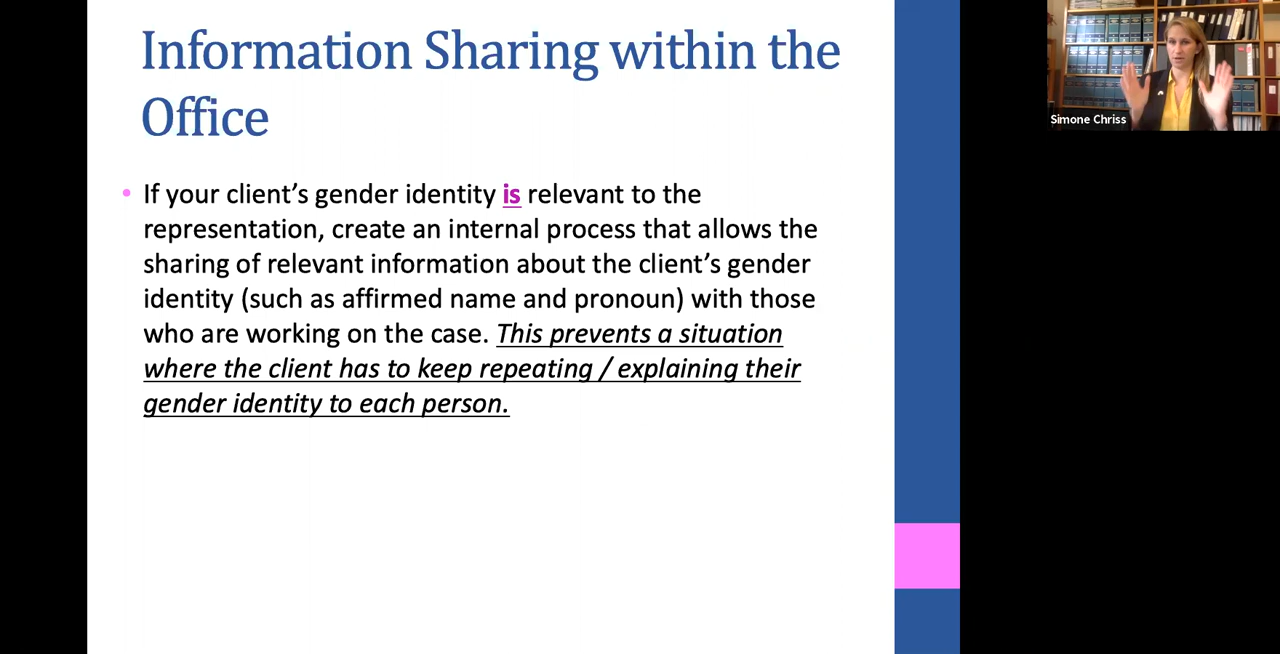 Information Sharing within the
Office
• If your client’s gender identity is relevant to the
representation, create an internal process that allows the
sharing of relevant information about the client’s gender
identity (such as affirmed name and pronoun) with those
who are working on the case. This prevents a situation
where the client has to keep repeating / explaining their
gender identity to each person.
Simone Chriss